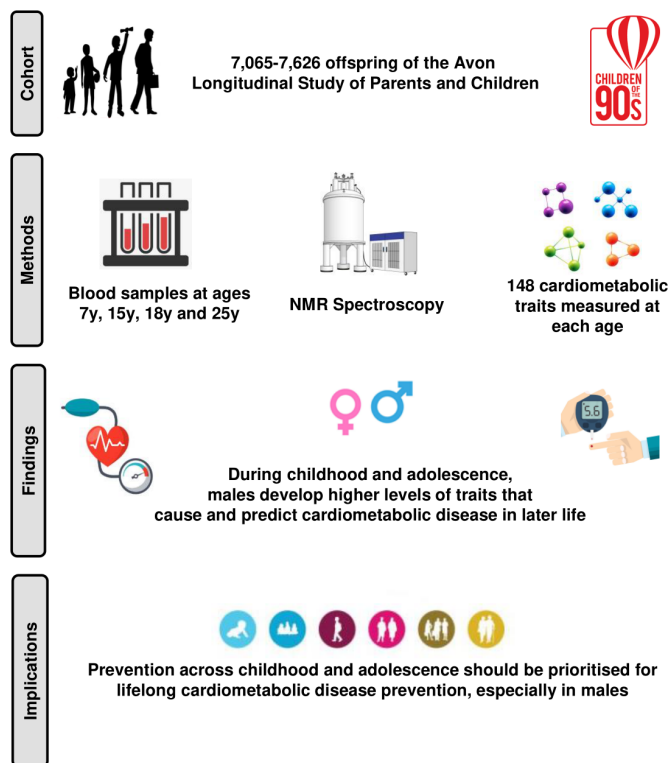 Cohort
7,065-7,626 offspring of the Avon
Longitudinal Study of Parents and Children
CHILDREN
OF THE
90s
Methods
Blood samples at ages
7y, 15y, 18y and 25y
NMR Spectroscopy
148 cardiometabolic
traits measured at
each age
Findings
5.6
During childhood and adolescence,
males develop higher levels of traits that
cause and predict cardiometabolic disease in later life
Implications
Prevention across childhood and adolescence should be prioritised for
lifelong cardiometabolic disease prevention, especially in males